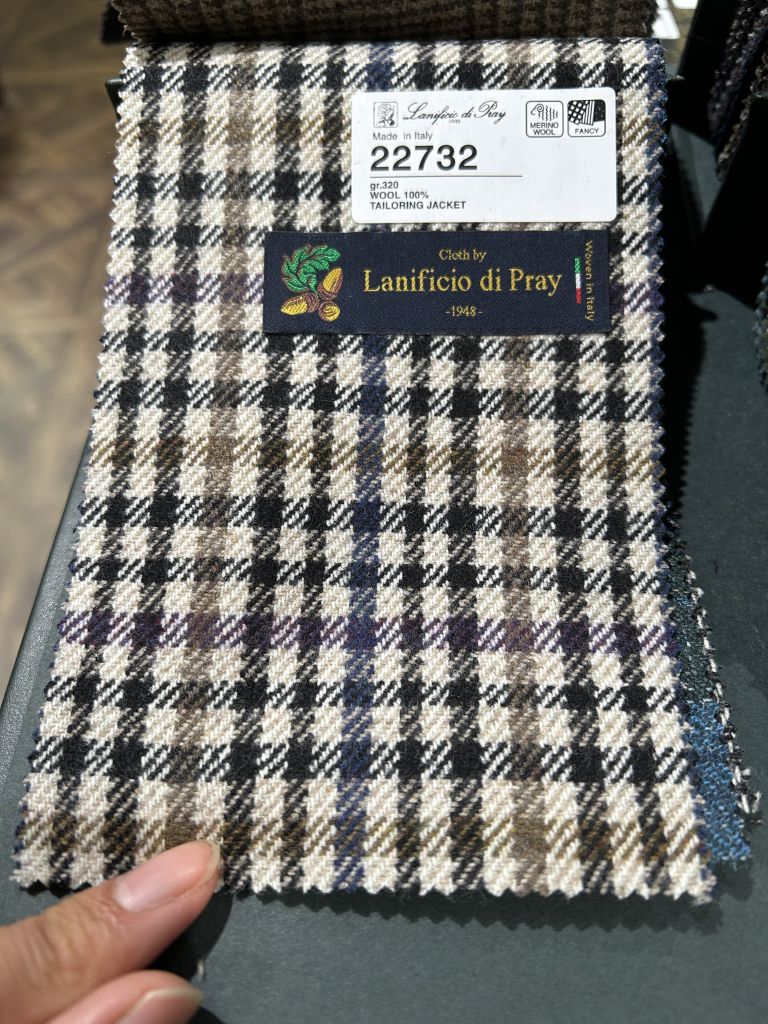 Lanificio di Pray
1948
Made in Italy
MERINO
WOOL
FANCY
22732
gr.320
WOOL 100%
TAILORING JACKET
Cloth by
Lanificio di Pray
-1948-
Woven in Italy